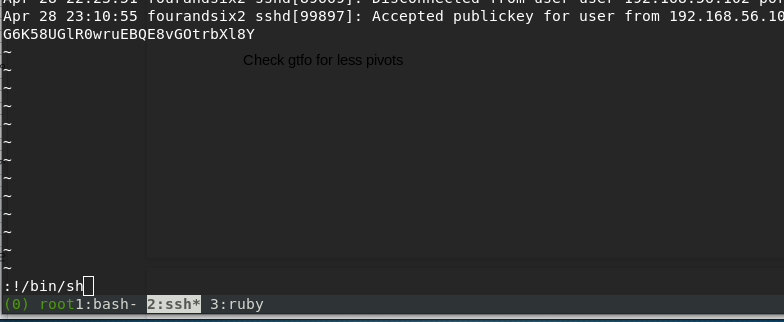 Apr 28 22:23:51 fourandsix2 sshd[89609]: Disconnected from user user 192.168.56.102 por
Apr 28 23:10:55 fourandsix2 sshd[99897]: Accepted publickey for user from 192.168.56.10
G6K58UGlR0wruEBQE8vGOtrbXl8Y
~
Check gtfo for less pivots
~
~
~
~
~
~
~
~
~
~
~
~
:!/bin/sh
(0) root1:bash- 2:ssh* 3:ruby